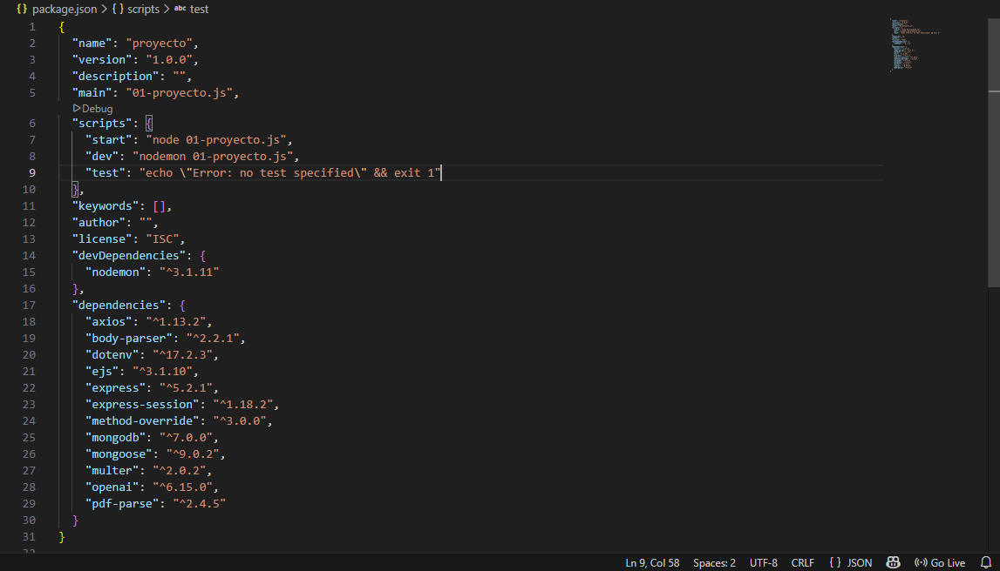 {} package.json > {} scripts > abc test
1 {
2 "name": "proyecto",
3 "version": "1.0.0",
4 "description": "",
5 "main": "01-proyecto.js",
Debug
6 "scripts": {
7 "start": "node 01-proyecto.js",
8 "dev": "nodemon 01-proyecto.js",
9 "test": "echo \"Error: no test specified\" && exit 1"
10 },
11 "keywords": [],
12 "author": "",
13 "license": "ISC",
14 "devDependencies": {
15 "nodemon": "^3.1.11"
16 },
17 "dependencies": {
18 "axios": "^1.13.2",
19 "body-parser": "^2.2.1",
20 "dotenv": "^17.2.3",
21 "ejs": "^3.1.10",
22 "express": "^5.2.1",
23 "express-session": "^1.18.2",
24 "method-override": "^3.0.0",
25 "mongodb": "^7.0.0",
26 "mongoose": "^9.0.2",
27 "multer": "^2.0.2",
28 "openai": "^6.15.0",
29 "pdf-parse": "^2.4.5"
30 }
31 }
32
Ln 9, Col 58 Spaces: 2 UTF-8 CRLF {} JSON Go Live